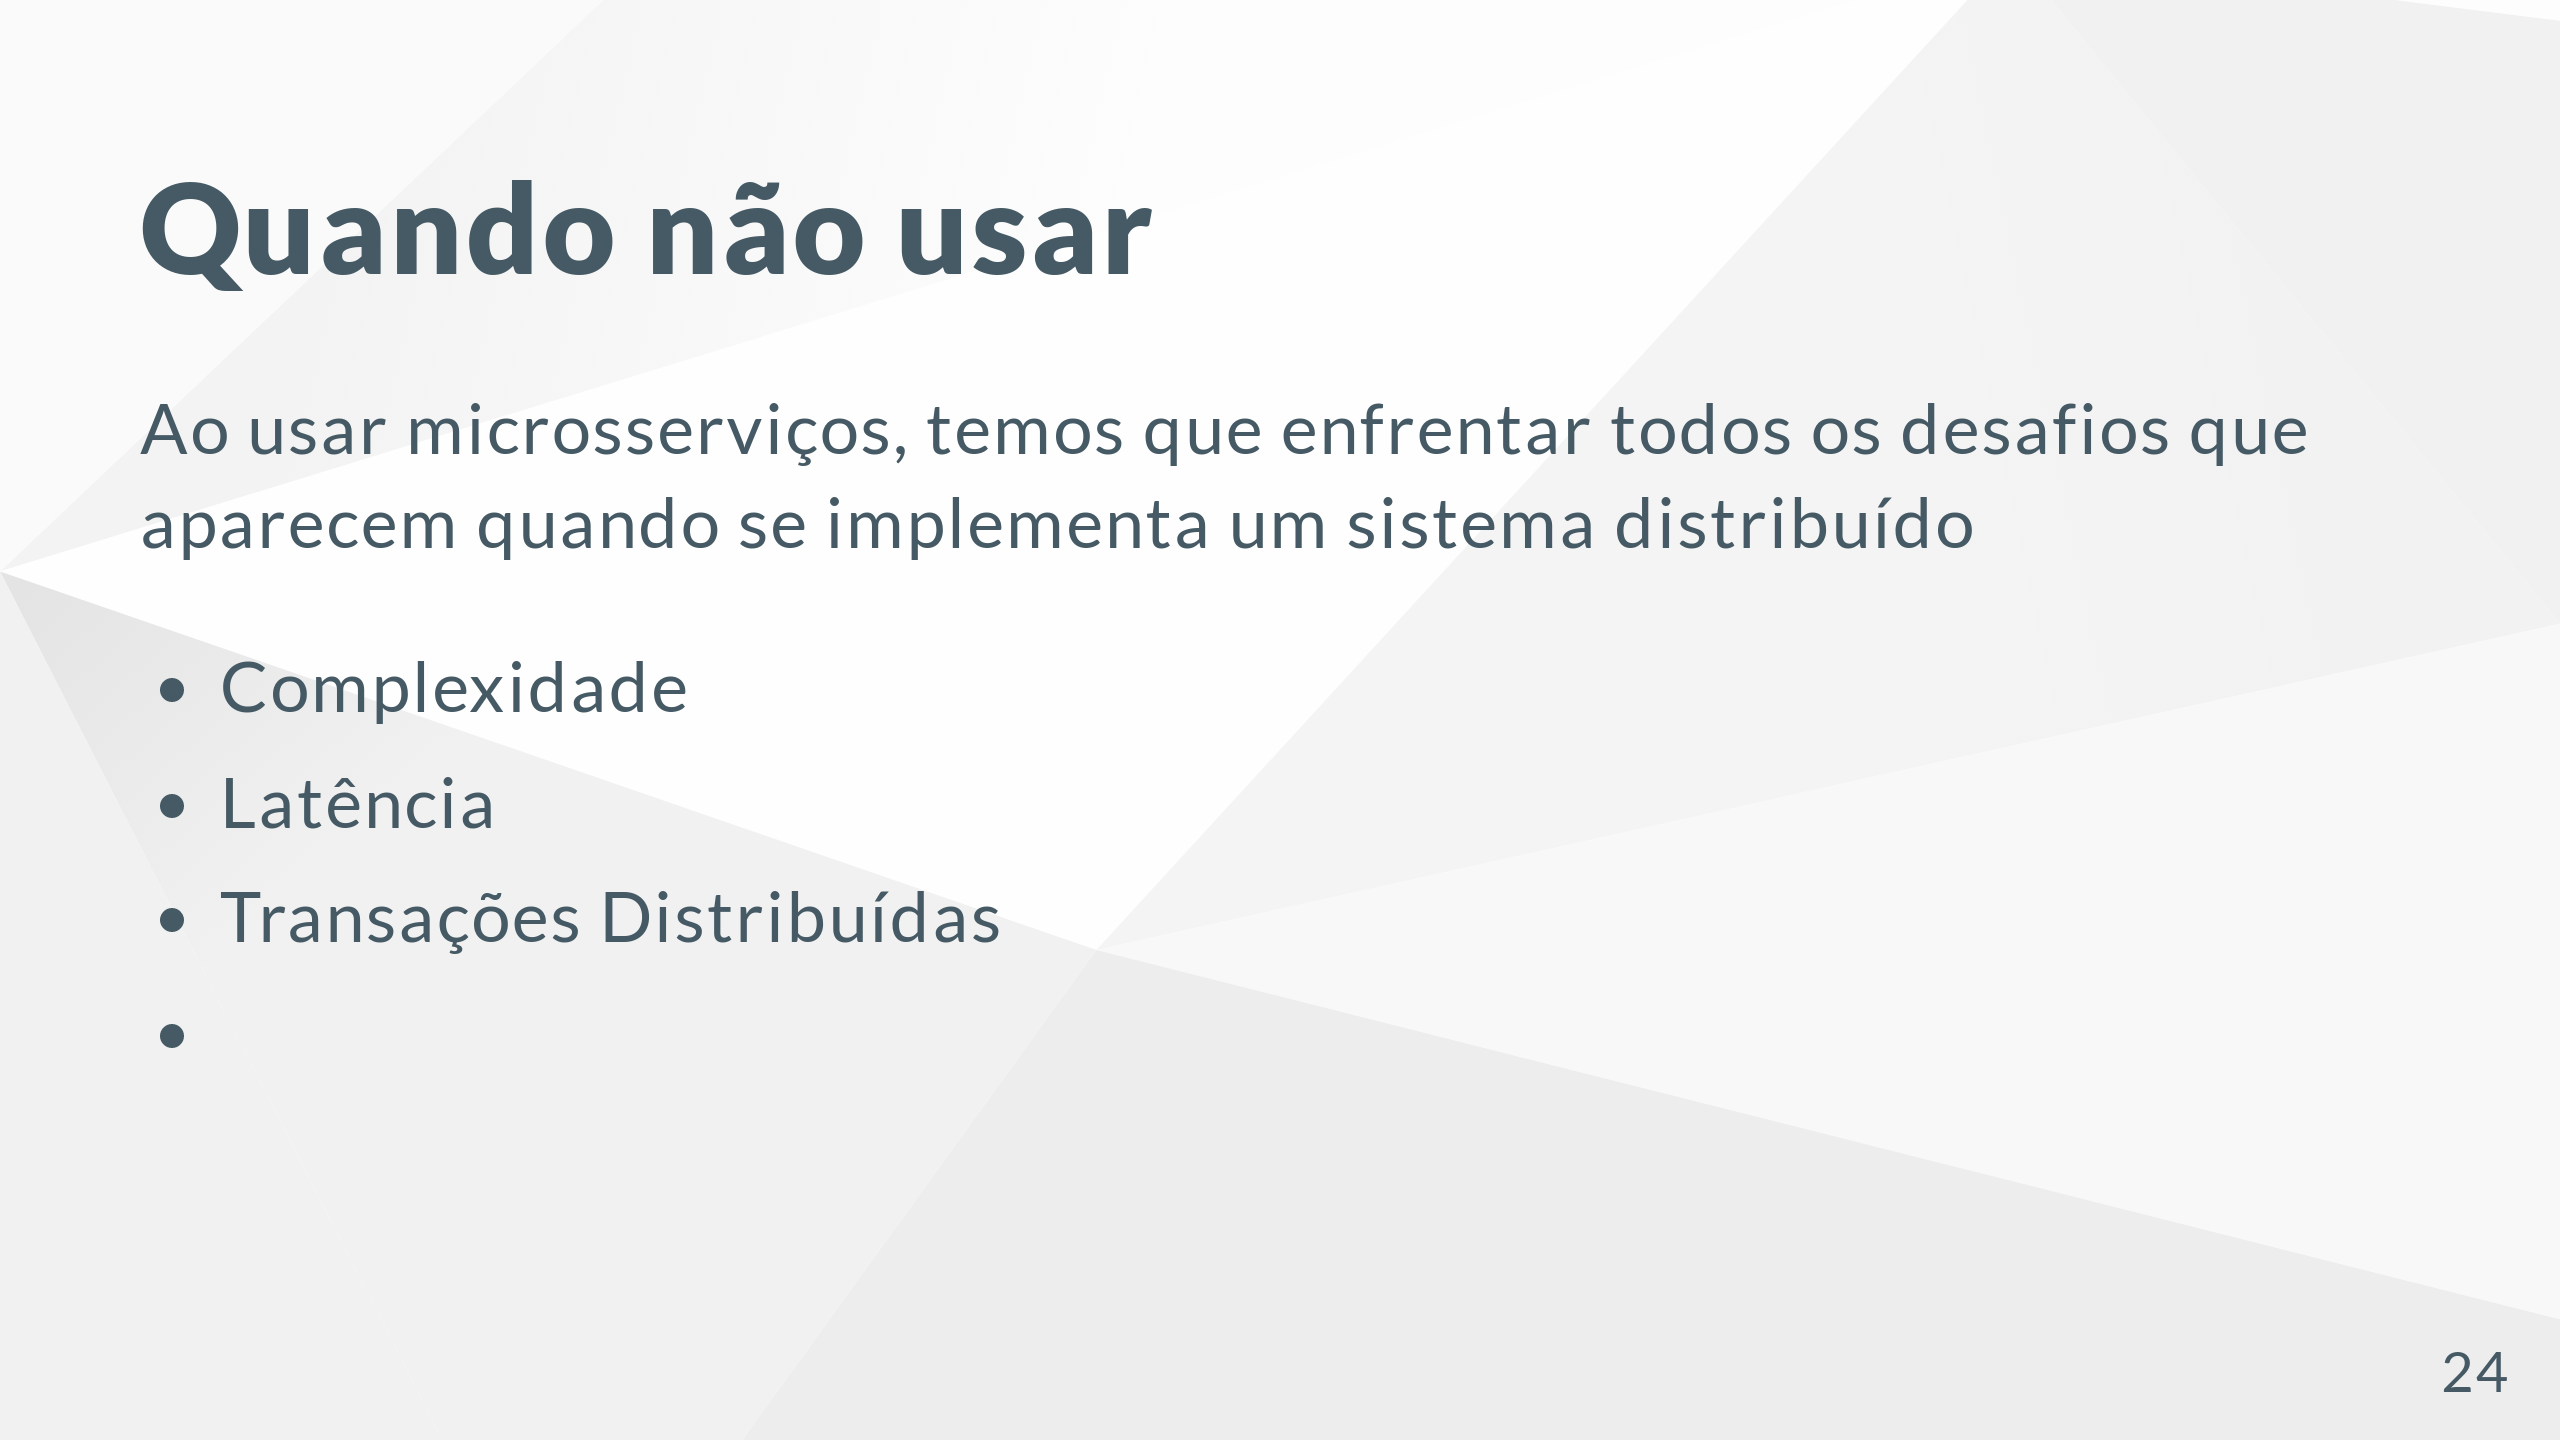 Quando não usar
Ao usar microsserviços, temos que enfrentar todos os desafios que
aparecem quando se implementa um sistema distribuído
• Complexidade
• Latência
• Transações Distribuídas
•
24